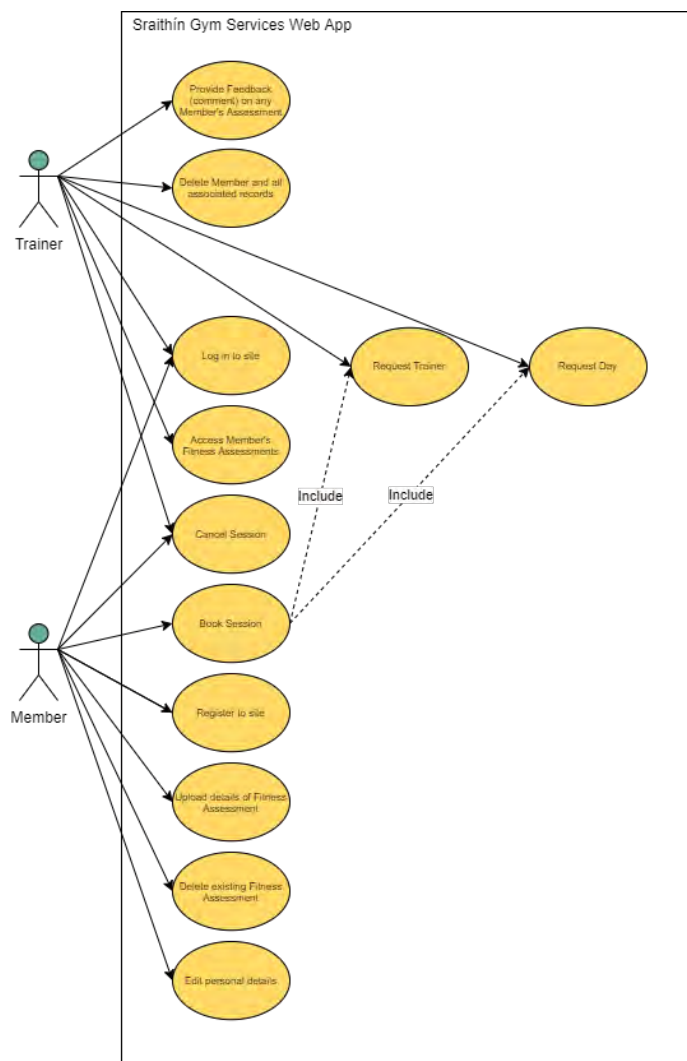 Sraithín Gym Services Web App
Provide Feedback
(comment) on any
Member's Assessment
Delete Member and all
associated records
Trainer
Log in to site
Request Trainer
Request Day
Access Member's
Fitness Assessments
Include
Include
Cancel Session
Book Session
Member
Register to site
Upload details of Fitness
Assessment
Delete existing Fitness
Assessment
Edit personal details